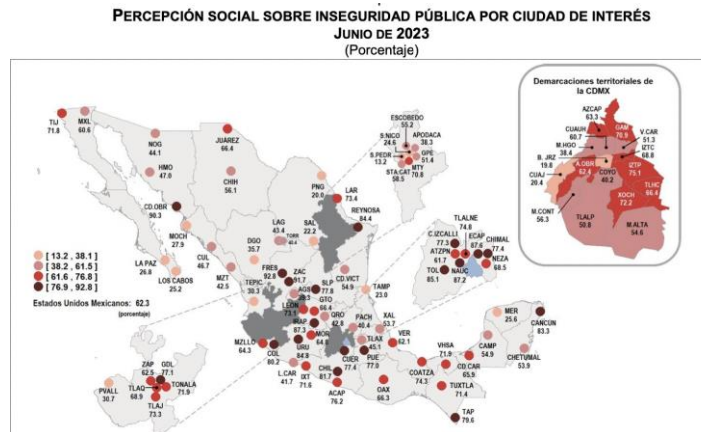 PERCEPCIÓN SOCIAL SOBRE INSEGURIDAD PÚBLICA POR CIUDAD DE INTERÉS
JUNIO DE 2023
(Porcentaje)
Demarcaciones territoriales de
la CDMX
AZCAP
63.3
GAM
70.9
CUAUH
60.7
V.CAR
51.3
M.HGO
38.4
IZTC
68.8
B. JRZ
19.8
A.OBR
62.4
COYO
48.2
IZTP
75.1
CUAJ
20.4
TLHC
66.4
XOCH
72.2
M.CONT
56.3
TLALP
50.8
M.ALTA
54.6
ESCOBEDO
55.2
S.NICO
24.6
APODACA
38.3
S.PEDR
13.2
GPE
51.4
STA.CAT
58.5
MTY
70.8
TIJ
71.8
MXL
60.6
NOG
44.1
JUÁREZ
66.4
HMO
47.0
CHIH
56.1
PNG
20.0
LAR
73.4
CD.OBR
90.3
REYNOSA
84.4
MOCH
27.9
LAG
43.4
TORR
SAL
22.2
LA PAZ
26.8
CUL
46.7
DGO
35.7
LOS CABOS
25.2
MZT
42.5
FRES
92.8
ZAC
91.7
SLP
77.8
CD.VICT
54.9
TAMP
23.0
TEPIC
AGS
LEÓN
73.1
GTO
66.4
QRO
42.8
PACH
40.4
XAL
53.7
IRAP
87.3
MOR
TLAX
45.1
VER
62.1
MZLLO
64.3
COL
80.2
URU
84.8
CUER
77.4
PUE
77.0
L.CAR
41.7
IXT
71.6
CHIL
81.7
ACAP
76.2
OAX
66.3
COATZA
74.3
VHSA
71.9
CD.CAR
65.9
CAMP
54.9
MER
25.6
CANCÚN
83.3
CHETUMAL
53.9
TUXTLA
71.4
TAP
79.6
TLALNE
74.8
C.IZCALLI
77.3
ECAP
87.6
CHIMAL
77.4
ATZPN
61.7
NEZA
68.5
TOL
85.1
NAUC
87.2
ZAP
62.5
GDL
77.1
TLAQ
68.9
TONALA
71.9
PVALL
30.7
TLAJ
73.3
[ 13.2, 38.1]
[ 38.2, 61.5]
[ 61.6, 76.8]
[ 76.9, 92.8]
Estados Unidos Mexicanos: 62.3
(porcentaje)